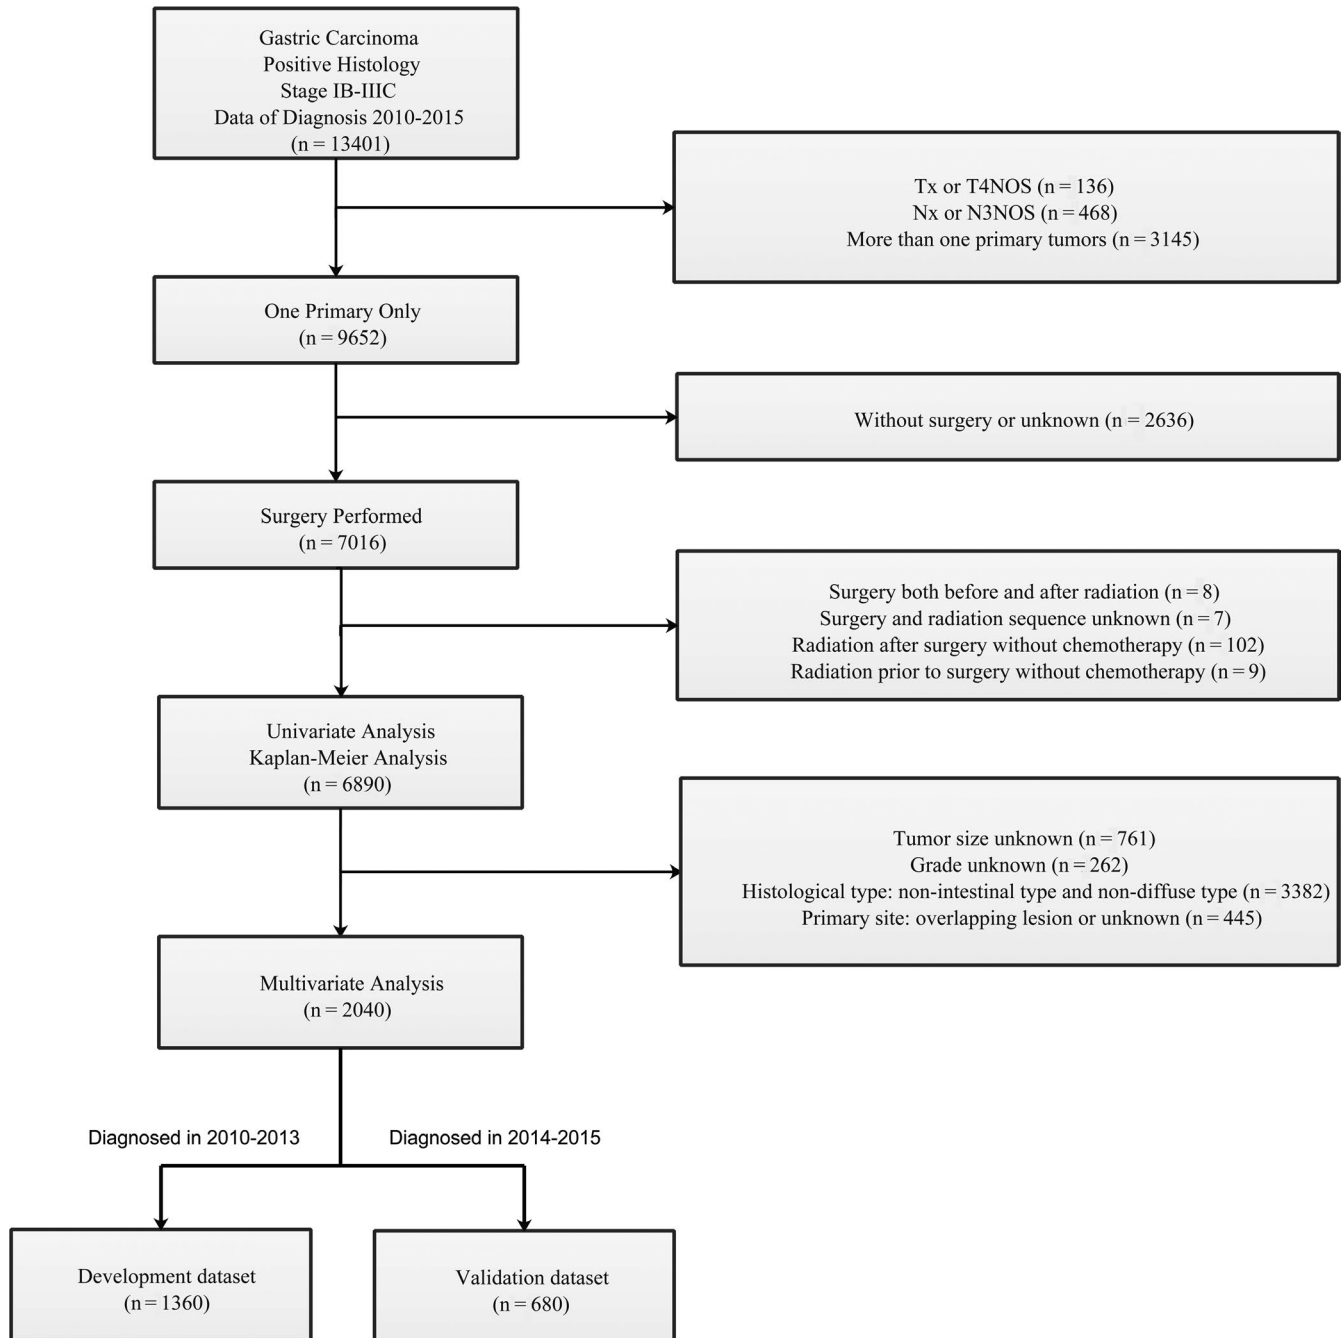 Gastric Carcinoma
Positive Histology
Stage IB-IIIC
Data of Diagnosis 2010-2015
(n = 13401)
Tx or T4NOS (n = 136)
Nx or N3NOS (n = 468)
More than one primary tumors (n = 3145)
One Primary Only
(n = 9652)
Without surgery or unknown (n = 2636)
Surgery Performed
(n = 7016)
Surgery both before and after radiation (n = 8)
Surgery and radiation sequence unknown (n = 7)
Radiation after surgery without chemotherapy (n = 102)
Radiation prior to surgery without chemotherapy (n = 9)
Univariate Analysis
Kaplan-Meier Analysis
(n = 6890)
Tumor size unknown (n = 761)
Grade unknown (n = 262)
Histological type: non-intestinal type and non-diffuse type (n = 3382)
Primary site: overlapping lesion or unknown (n = 445)
Multivariate Analysis
(n = 2040)
Diagnosed in 2010-2013
Diagnosed in 2014-2015
Development dataset
(n = 1360)
Validation dataset
(n = 680)